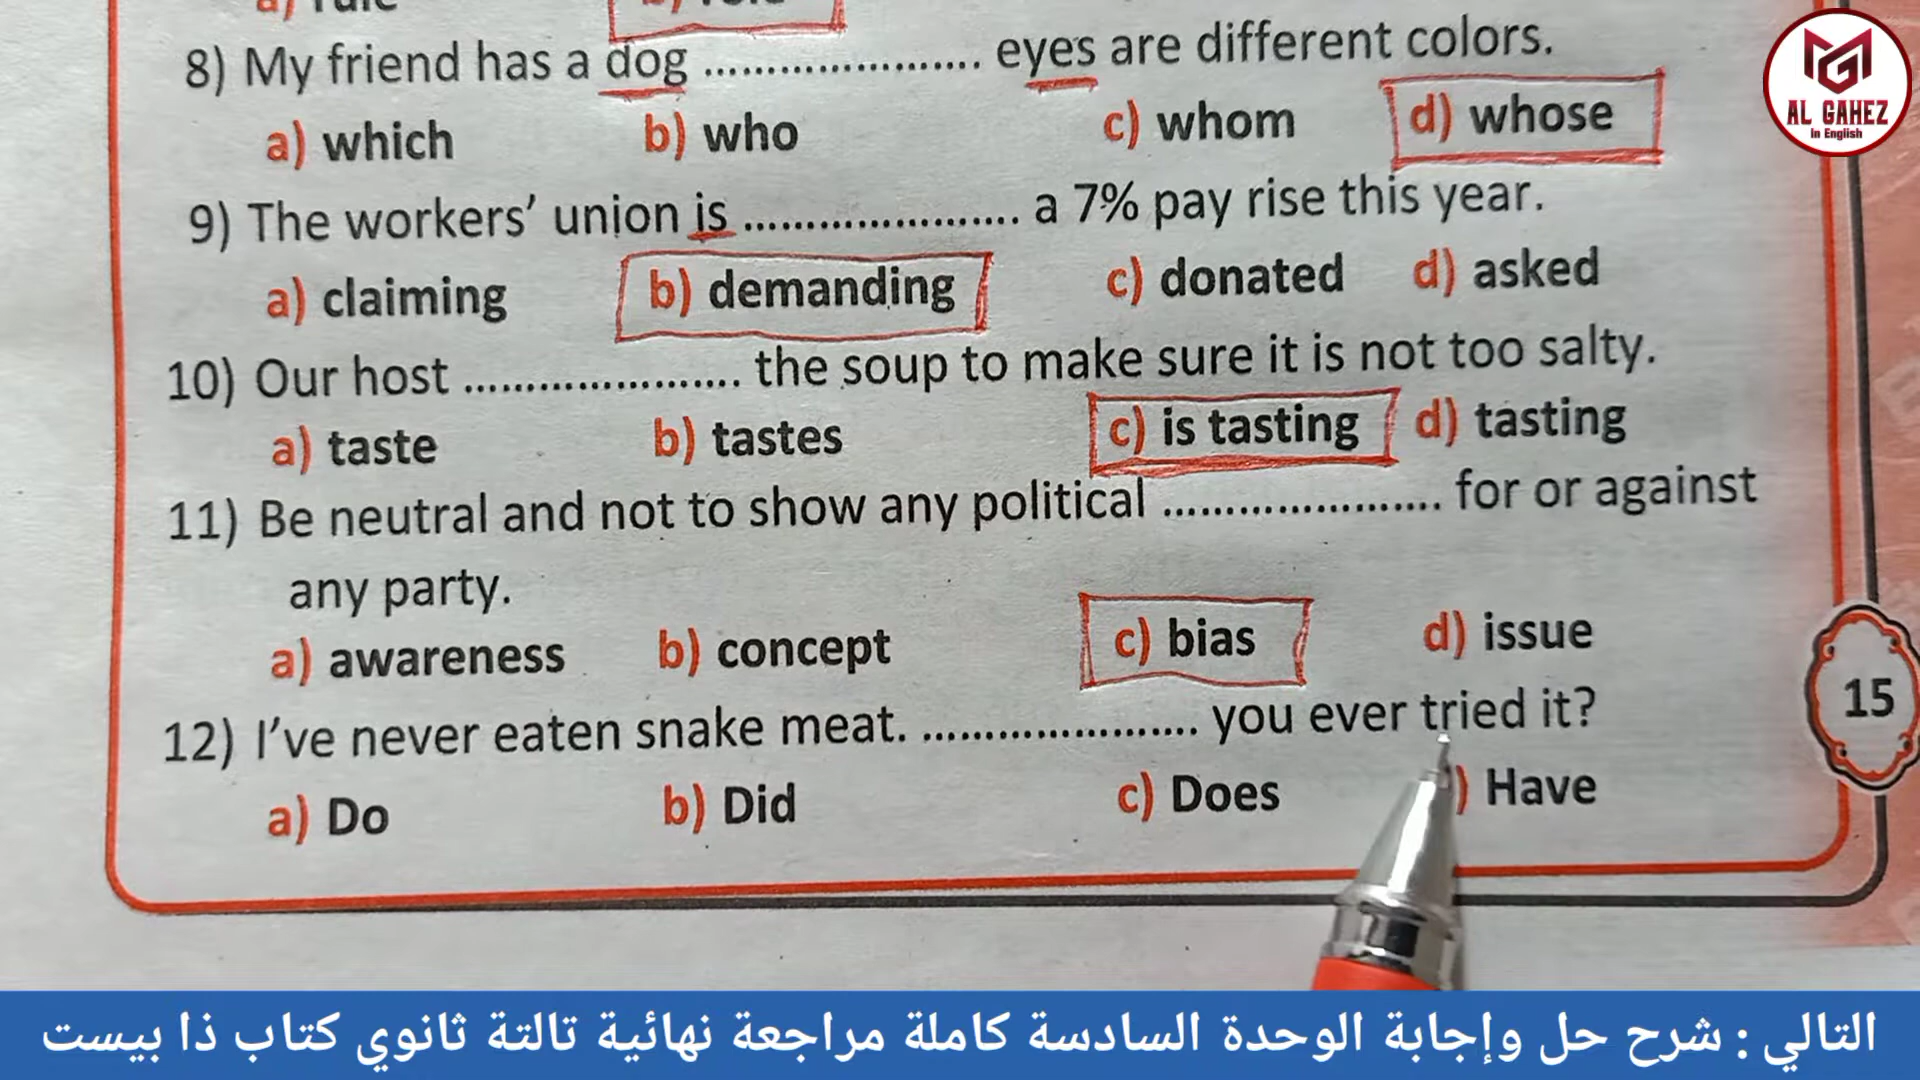 a) rule b) role
8) My friend has a dog ...................... eyes are different colors.
a) which b) who c) whom d) whose
9) The workers’ union is ...................... a 7% pay rise this year.
a) claiming b) demanding c) donated d) asked
10) Our host ...................... the soup to make sure it is not too salty.
a) taste b) tastes c) is tasting d) tasting
11) Be neutral and not to show any political ...................... for or against
any party.
a) awareness b) concept c) bias d) issue
12) I’ve never eaten snake meat. ...................... you ever tried it?
a) Do b) Did c) Does ) Have
15
AL GAHEZ
In English
التالي : شرح حل وإجابة الوحدة السادسة كاملة مراجعة نهائية تالتة ثانوي كتاب ذا بيست